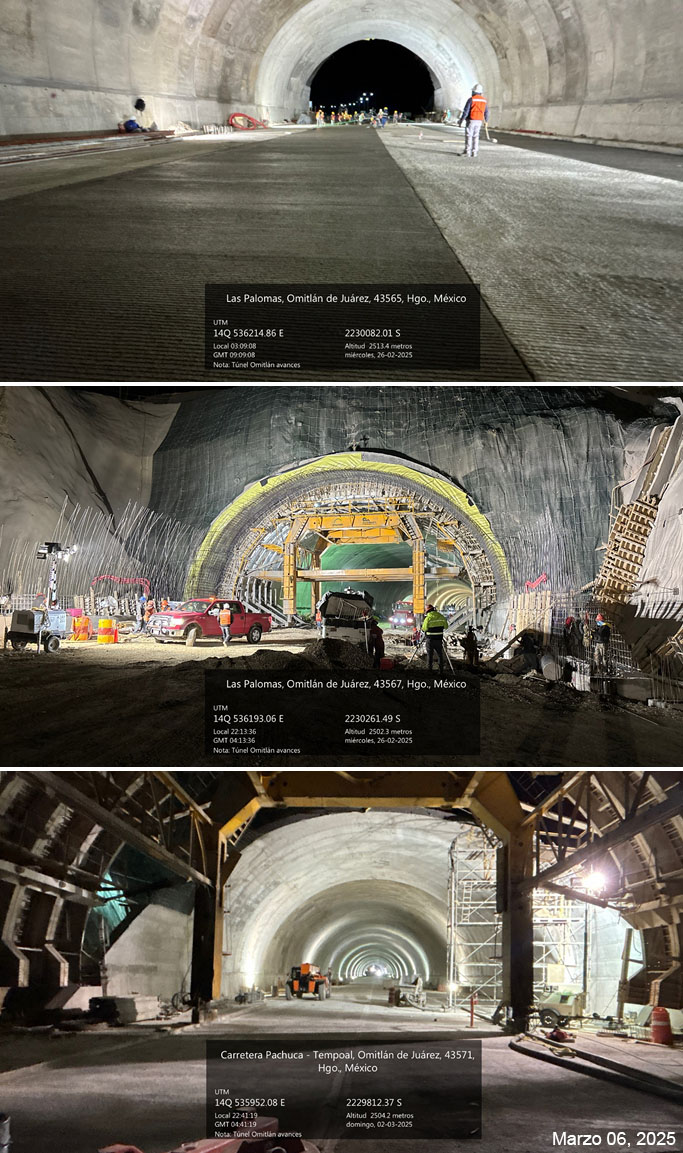 Las Palomas, Omitlán de Juárez, 43565, Hgo., México
UTM
14Q 536214.86 E 2230082.01 S
Local 03:09:08 Altitud 2513.4 metros
GMT 09:09:08 miércoles, 26-02-2025
Nota: Túnel Omitlán avances
Las Palomas, Omitlán de Juárez, 43567, Hgo., México
UTM
14Q 536193.06 E 2230261.49 S
Local 22:13:36 Altitud 2502.3 metros
GMT 04:13:36 miércoles, 26-02-2025
Nota: Túnel Omitlán avances
Carretera Pachuca - Tempoal, Omitlán de Juárez, 43571,
Hgo., México
UTM
14Q 535952.08 E 2229812.37 S
Local 22:41:19 Altitud 2504.2 metros
GMT 04:41:19 domingo, 02-03-2025
Nota: Túnel Omitlán avances
Marzo 06, 2025